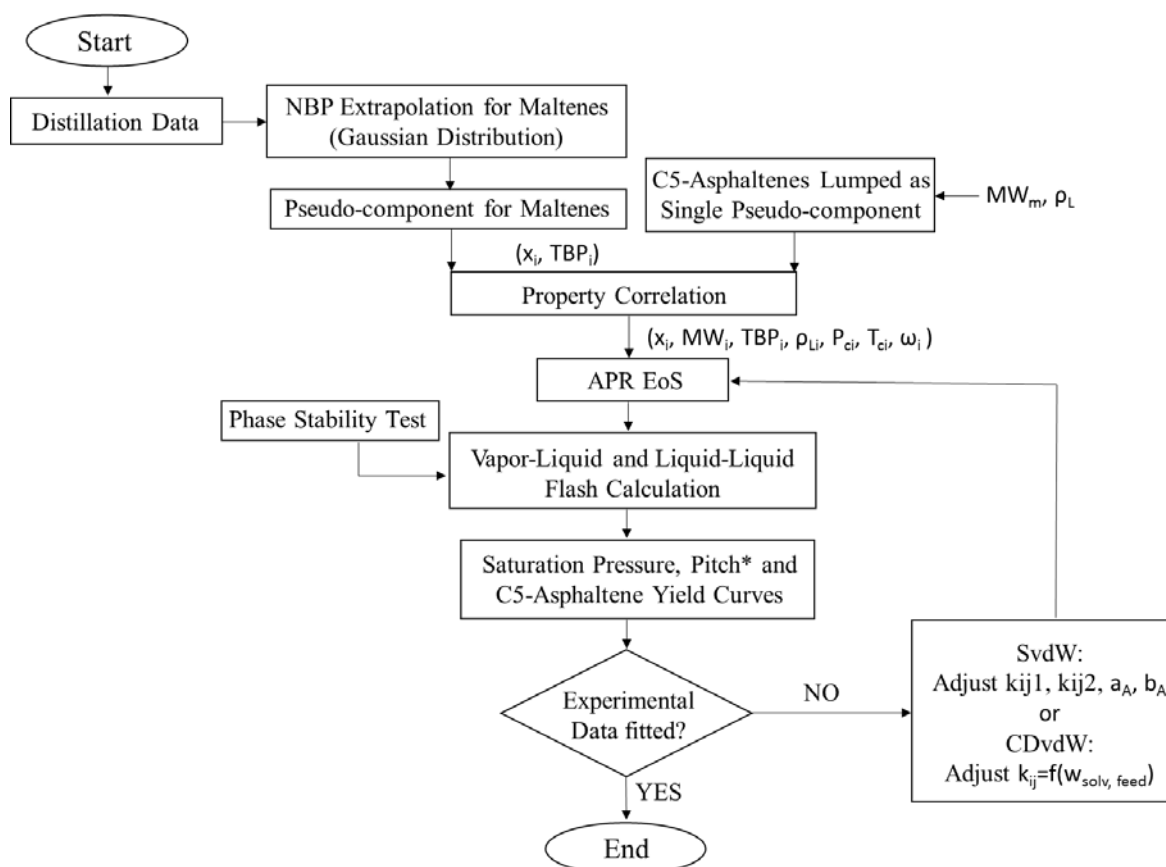 Start
Distillation Data
NBP Extrapolation for Maltenes
(Gaussian Distribution)
Pseudo-component for Maltenes
C5-Asphaltenes Lumped as
Single Pseudo-component
MWₘ, ρL
(xᵢ, TBPᵢ)
Property Correlation
(xᵢ, MWᵢ, TBPᵢ, ρLi, Pci, Tci, ωᵢ )
APR EoS
Phase Stability Test
Vapor-Liquid and Liquid-Liquid
Flash Calculation
Saturation Pressure, Pitch* and
C5-Asphaltene Yield Curves
Experimental
Data fitted?
NO
SvdW:
Adjust kij1, kij2, aA, bA
or
CDvdW:
Adjust kij=f(wsolv, feed)
YES
End